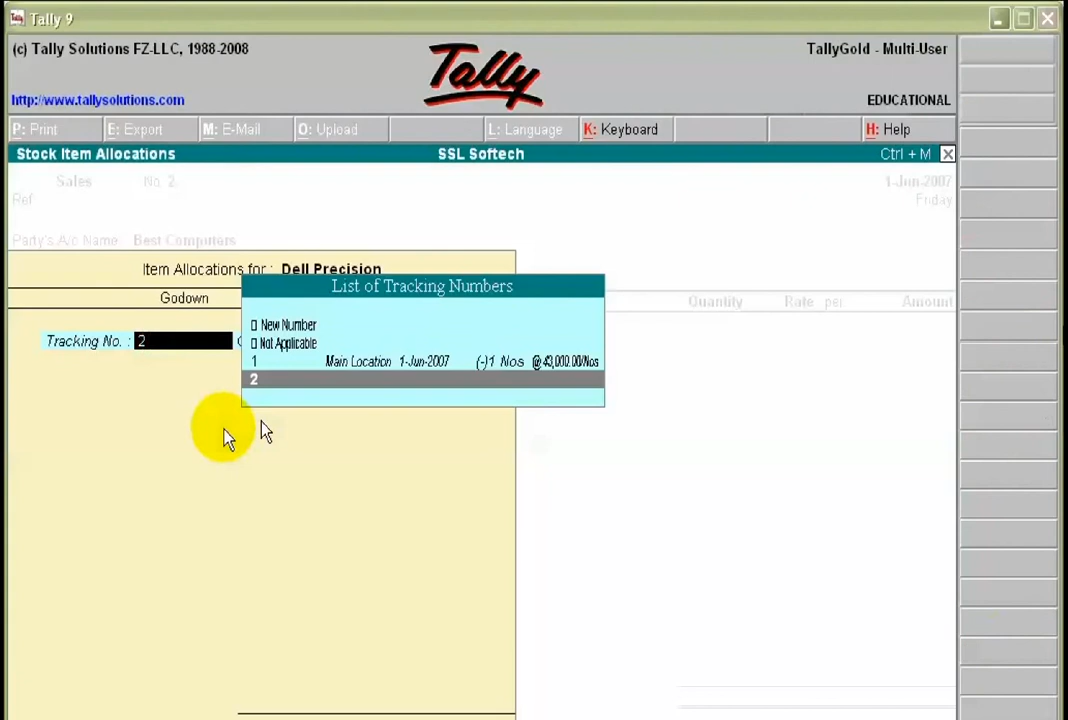 Tally 9
(c) Tally Solutions FZ-LLC, 1988-2008
TallyGold - Multi-User
Tally
http://www.tallysolutions.com
EDUCATIONAL
P: Print E: Export M: E-Mail O: Upload L: Language K: Keyboard H: Help
Stock Item Allocations SSL Softech Ctrl + M
Sales No. 2 1-Jun-2007
Ref Friday
Party's A/c Name: Best Computers
Item Allocations for : Dell Precision
List of Tracking Numbers
Godown Quantity Rate per Amount
New Number
Tracking No. : 2
Not Applicable
1 Main Location 1-Jun-2007 (-)1 Nos @ 43,000.00/Nos
2